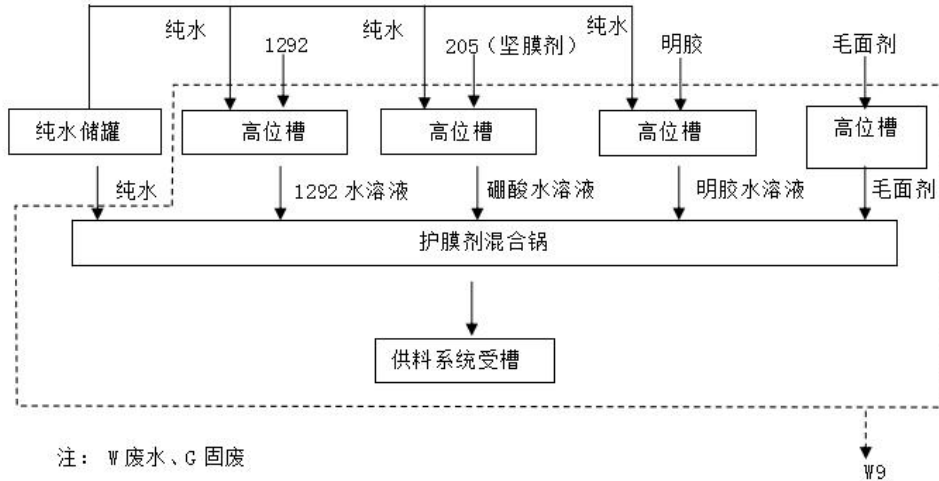 纯水 1292 纯水 205（坚膜剂） 纯水 明胶 毛面剂
纯水储罐 高位槽 高位槽 高位槽 高位槽
纯水 1292 水溶液 硼酸水溶液 明胶水溶液 毛面剂
护膜剂混合锅
供料系统受槽
注： W 废水、G 固废
W9